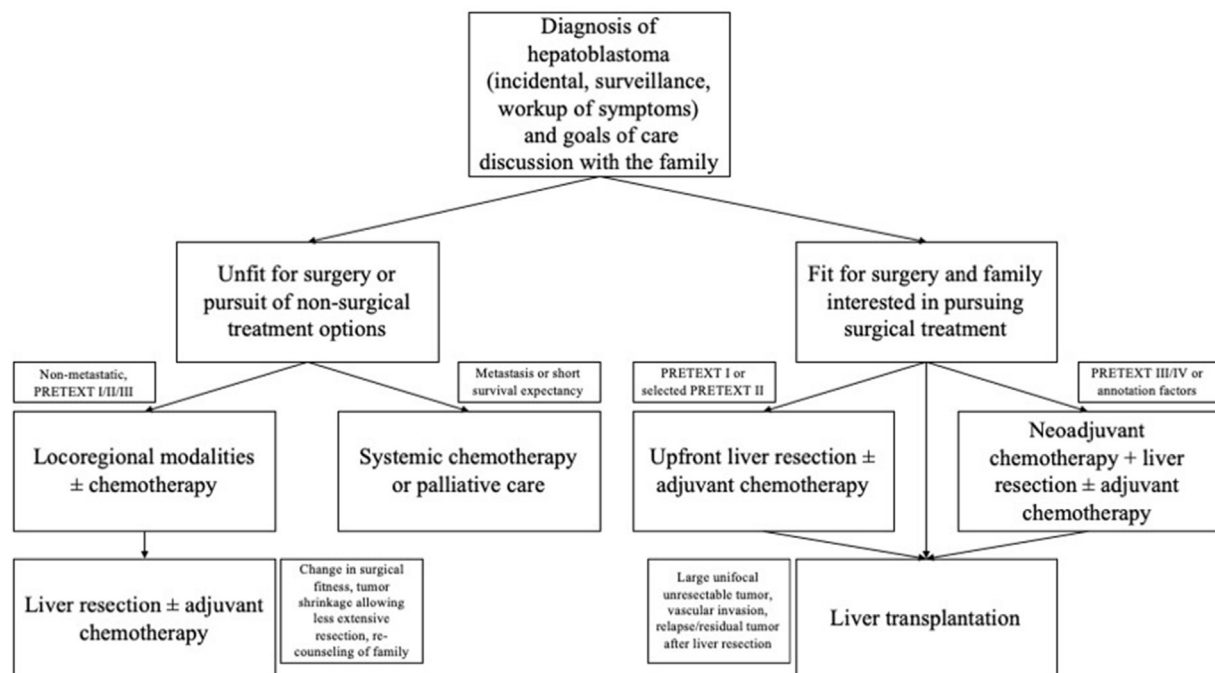 Diagnosis of
hepatoblastoma
(incidental, surveillance,
workup of symptoms)
and goals of care
discussion with the family
Unfit for surgery or
pursuit of non-surgical
treatment options
Fit for surgery and family
interested in pursuing
surgical treatment
Non-metastatic,
PRETEXT I/II/III
Metastasis or short
survival expectancy
PRETEXT I or
selected PRETEXT II
PRETEXT III/IV or
annotation factors
Locoregional modalities
± chemotherapy
Systemic chemotherapy
or palliative care
Upfront liver resection ±
adjuvant chemotherapy
Neoadjuvant
chemotherapy + liver
resection ± adjuvant
chemotherapy
Liver resection ± adjuvant
chemotherapy
Change in surgical
fitness, tumor
shrinkage allowing
less extensive
resection, re-
counseling of family
Large unifocal
unresectable tumor,
vascular invasion,
relapse/residual tumor
after liver resection
Liver transplantation